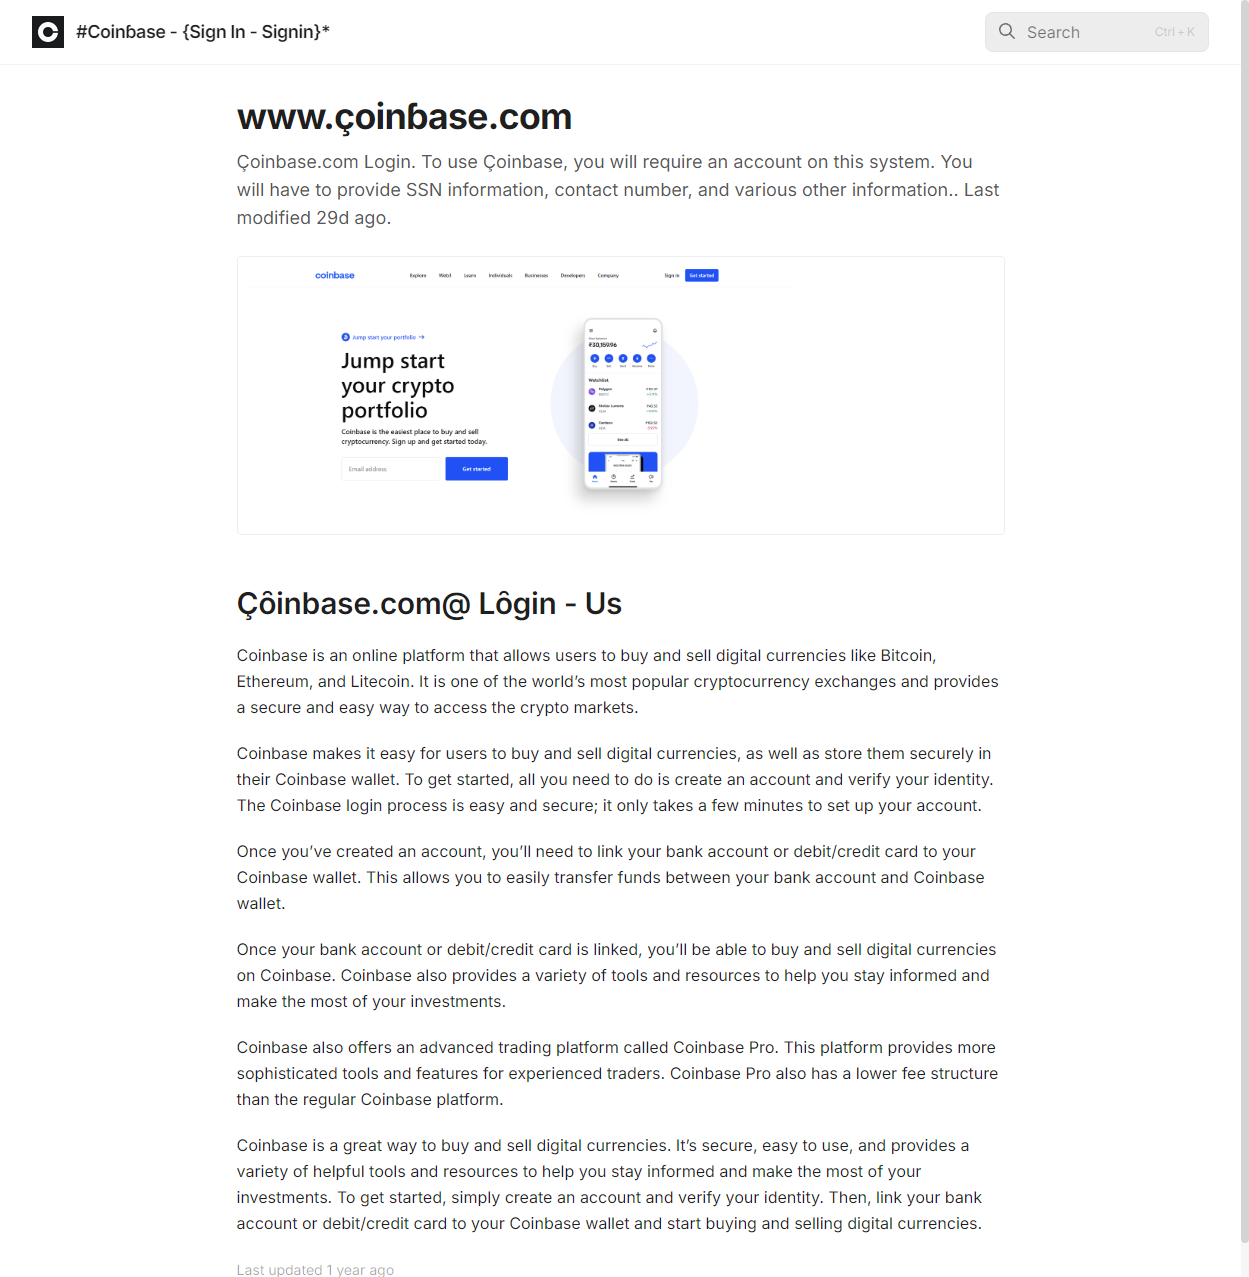 #Coinɓase - {Sign In - Signin}*
Search
Ctrl + K
www.çoinɓase.com
Çoinbase.com Login. To use Çoinbase, you will require an account on this system. You
will have to provide SSN information, contact number, and various other information.. Last
modified 29d ago.
coinbase
Explore
Web3
Learn
Individuals
Businesses
Developers
Company
Sign in
Get started
Jump start your portfolio →
Jump start
your crypto
portfolio
Coinbase is the easiest place to buy and sell
cryptocurrency. Sign up and get started today.
Email address
Get started
₹30,159.96
Watchlist
Polygon
See all
Çôinbase.com@ Lôgin - Us
Coinbase is an online platform that allows users to buy and sell digital currencies like Bitcoin,
Ethereum, and Litecoin. It is one of the world’s most popular cryptocurrency exchanges and provides
a secure and easy way to access the crypto markets.
Coinbase makes it easy for users to buy and sell digital currencies, as well as store them securely in
their Coinbase wallet. To get started, all you need to do is create an account and verify your identity.
The Coinbase login process is easy and secure; it only takes a few minutes to set up your account.
Once you’ve created an account, you’ll need to link your bank account or debit/credit card to your
Coinbase wallet. This allows you to easily transfer funds between your bank account and Coinbase
wallet.
Once your bank account or debit/credit card is linked, you’ll be able to buy and sell digital currencies
on Coinbase. Coinbase also provides a variety of tools and resources to help you stay informed and
make the most of your investments.
Coinbase also offers an advanced trading platform called Coinbase Pro. This platform provides more
sophisticated tools and features for experienced traders. Coinbase Pro also has a lower fee structure
than the regular Coinbase platform.
Coinbase is a great way to buy and sell digital currencies. It’s secure, easy to use, and provides a
variety of helpful tools and resources to help you stay informed and make the most of your
investments. To get started, simply create an account and verify your identity. Then, link your bank
account or debit/credit card to your Coinbase wallet and start buying and selling digital currencies.
Last updated 1 year ago